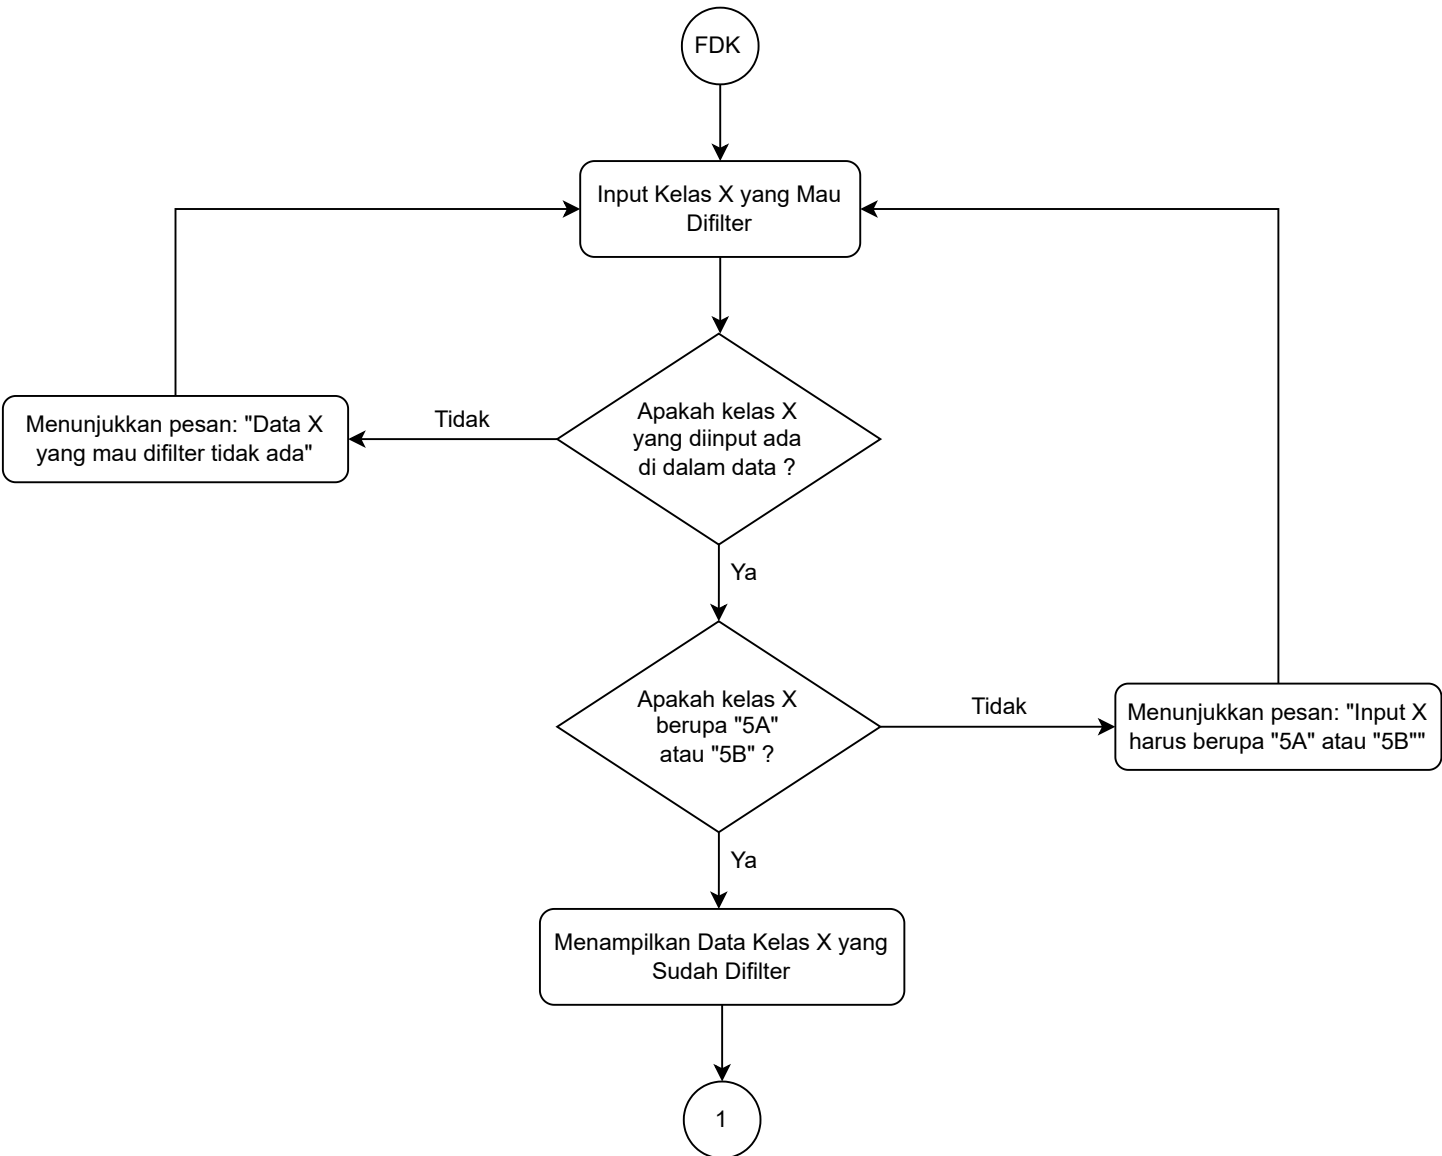 FDK
Input Kelas X yang Mau
Difilter
Apakah kelas X
yang diinput ada
di dalam data ?
Tidak
Menunjukkan pesan: "Data X
yang mau difilter tidak ada"
Ya
Apakah kelas X
berupa "5A"
atau "5B" ?
Tidak
Menunjukkan pesan: "Input X
harus berupa "5A" atau "5B""
Ya
Menampilkan Data Kelas X yang
Sudah Difilter
1